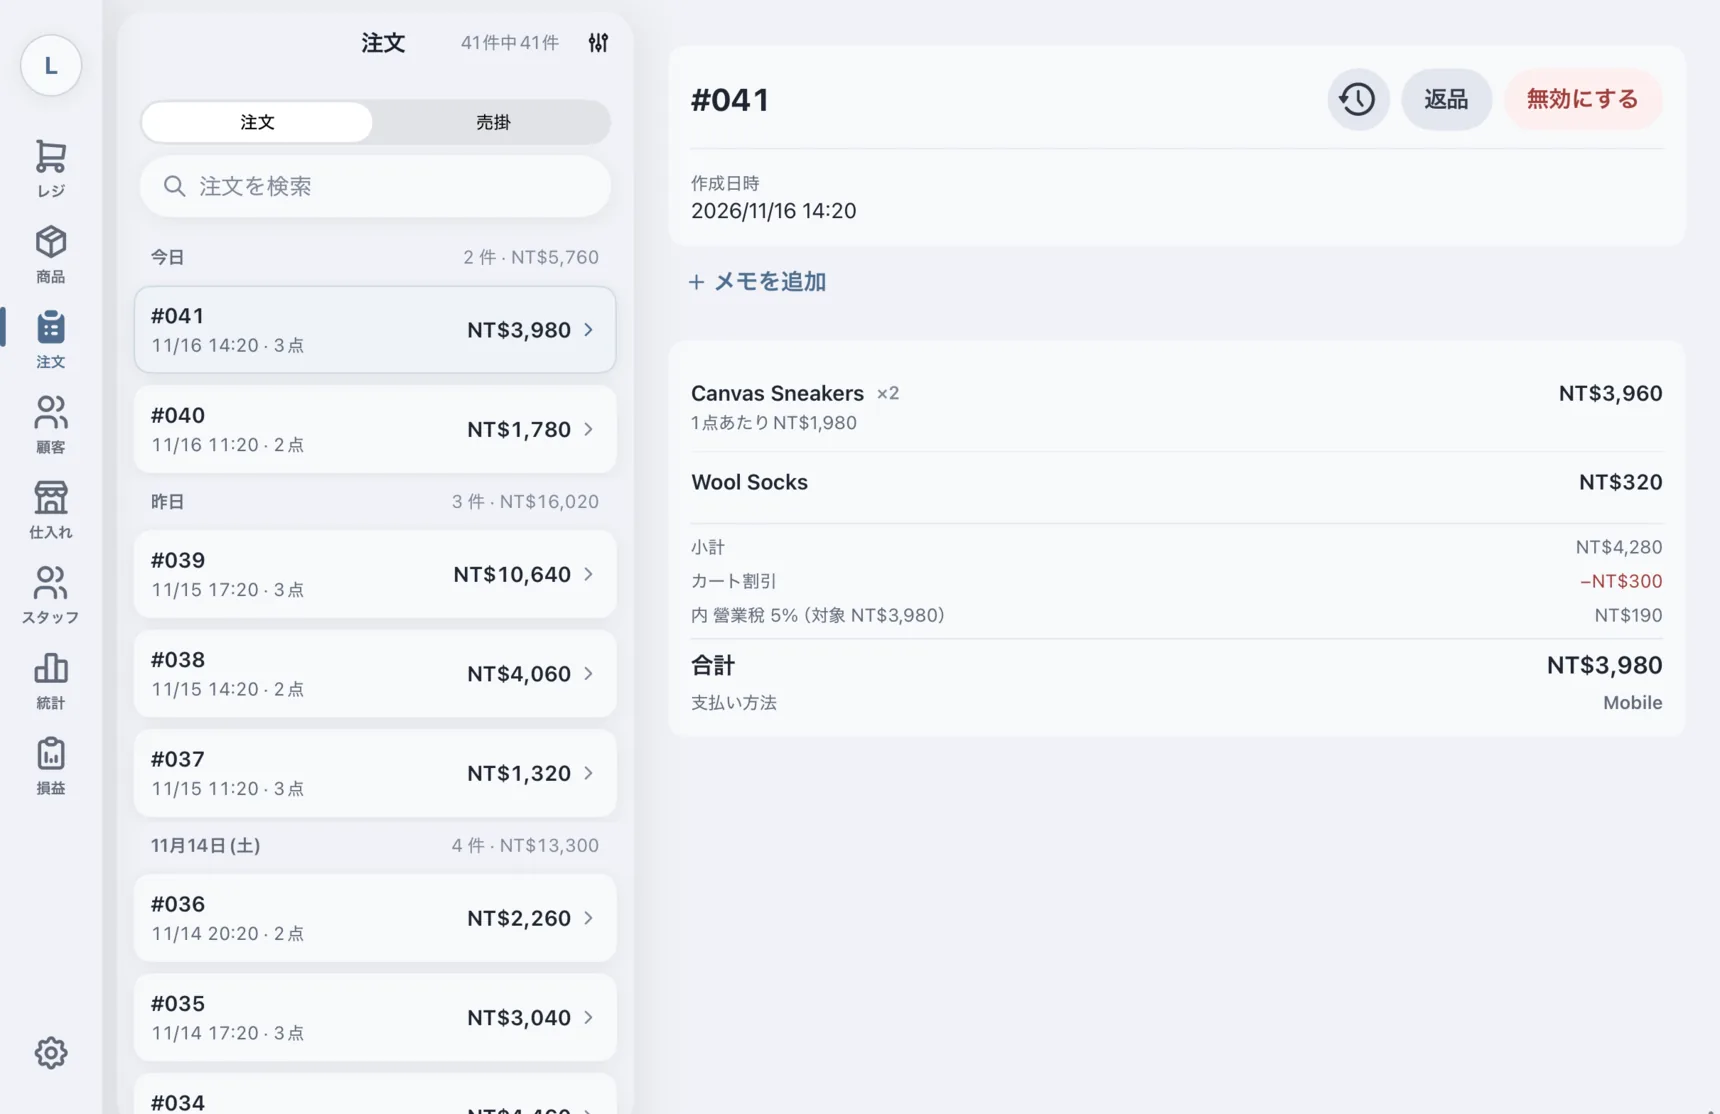 L
レジ
商品
注文
顧客
仕入れ
スタッフ
統計
損益
注文
41件中41件
注文
売掛
注文を検索
今日
2 件 · NT$5,760
#041
11/16 14:20 · 3点
NT$3,980
#040
11/16 11:20 · 2点
NT$1,780
昨日
3 件 · NT$16,020
#039
11/15 17:20 · 3点
NT$10,640
#038
11/15 14:20 · 2点
NT$4,060
#037
11/15 11:20 · 3点
NT$1,320
11月14日(土)
4 件 · NT$13,300
#036
11/14 20:20 · 2点
NT$2,260
#035
11/14 17:20 · 3点
NT$3,040
#034
#041
返品
無効にする
作成日時
2026/11/16 14:20
+ メモを追加
Canvas Sneakers ×2
NT$3,960
1点あたりNT$1,980
Wool Socks
NT$320
小計
NT$4,280
カート割引
−NT$300
内 營業稅 5% (対象 NT$3,980)
NT$190
合計
NT$3,980
支払い方法
Mobile